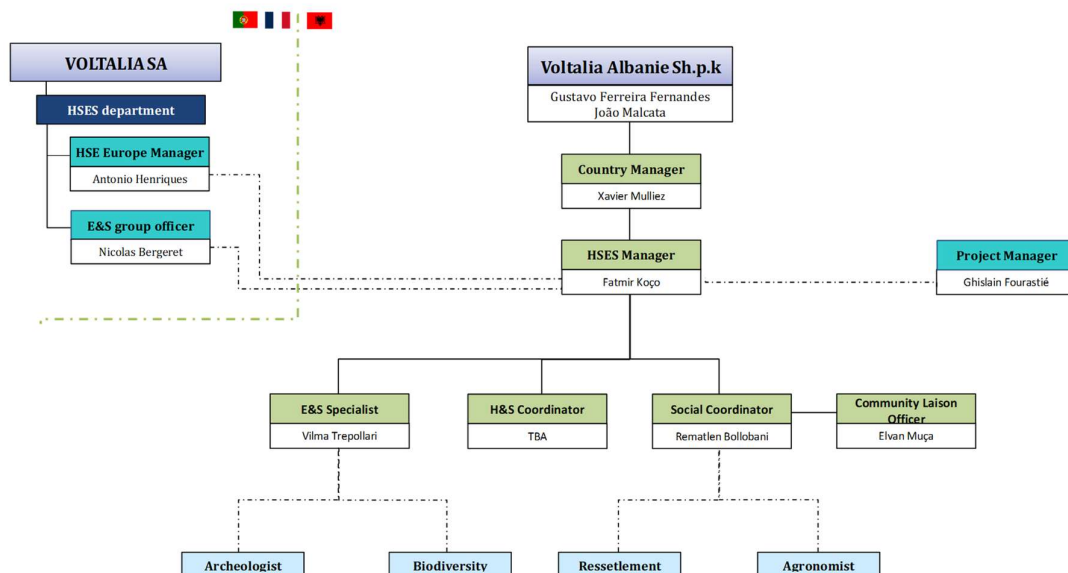 VOLTALIA SA
HSES department
HSE Europe Manager
Antonio Henriques
E&S group officer
Nicolas Bergeret
Voltalia Albanie Sh.p.k
Gustavo Ferreira Fernandes
João Malcata
Country Manager
Xavier Mulliez
HSES Manager
Fatmir Koço
Project Manager
Ghislain Fourastié
E&S Specialist
Vilma Trepollari
H&S Coordinator
TBA
Social Coordinator
Rematlen Bollobani
Community Liaison
Officer
Elvan Muça
Archeologist
Biodiversity
Ressetlement
Agronomist